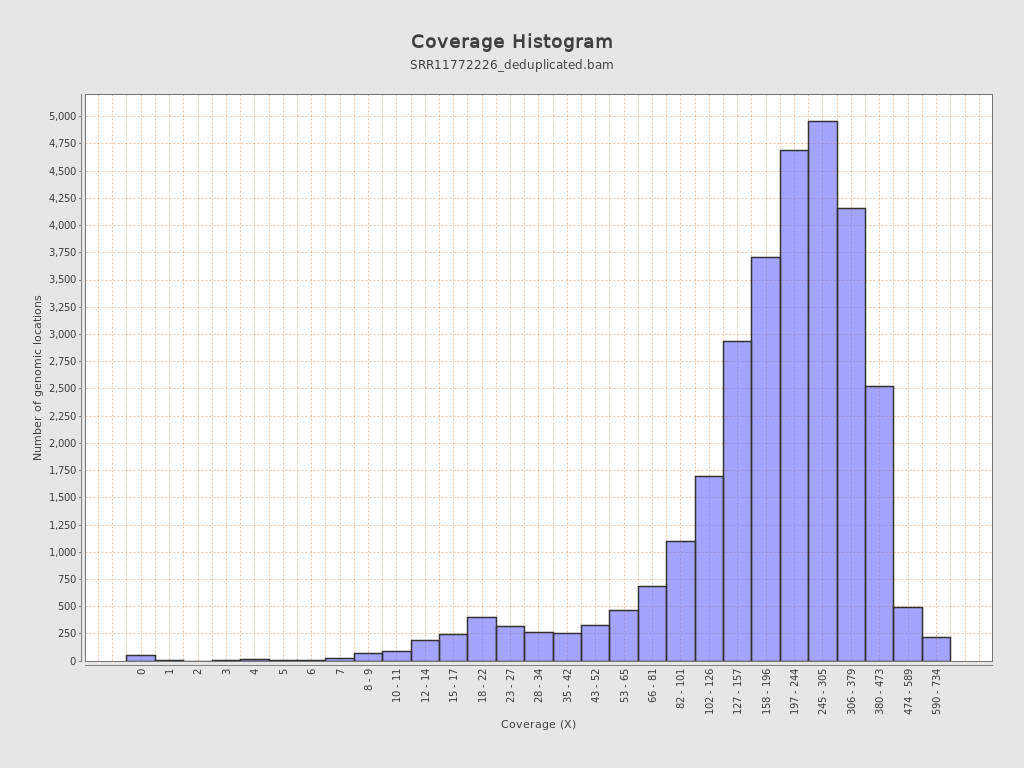 Coverage Histogram
SRR11772226_deduplicated.bam
Number of genomic locations
5,000
4,750
4,500
4,250
4,000
3,750
3,500
3,250
3,000
2,750
2,500
2,250
2,000
1,750
1,500
1,250
1,000
750
500
250
0
0
1
2
3
4
5
6
7
8 - 9
10 - 11
12 - 14
15 - 17
18 - 22
23 - 27
28 - 34
35 - 42
43 - 52
53 - 65
66 - 81
82 - 101
102 - 126
127 - 157
158 - 196
197 - 244
245 - 305
306 - 379
380 - 473
474 - 589
590 - 734
Coverage (X)